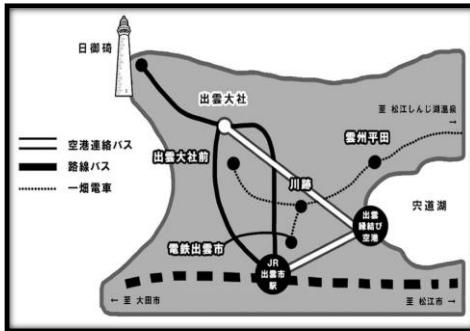 日御碕
出雲大社
至 松江しんじ湖温泉
→
雲州平田
空港連絡バス
路線バス
一畑電車
出雲大社前
川跡
宍道湖
出雲
縁結び
空港
電鉄出雲市
JR
出雲市
駅
← 至 大田市
→
至 松江市